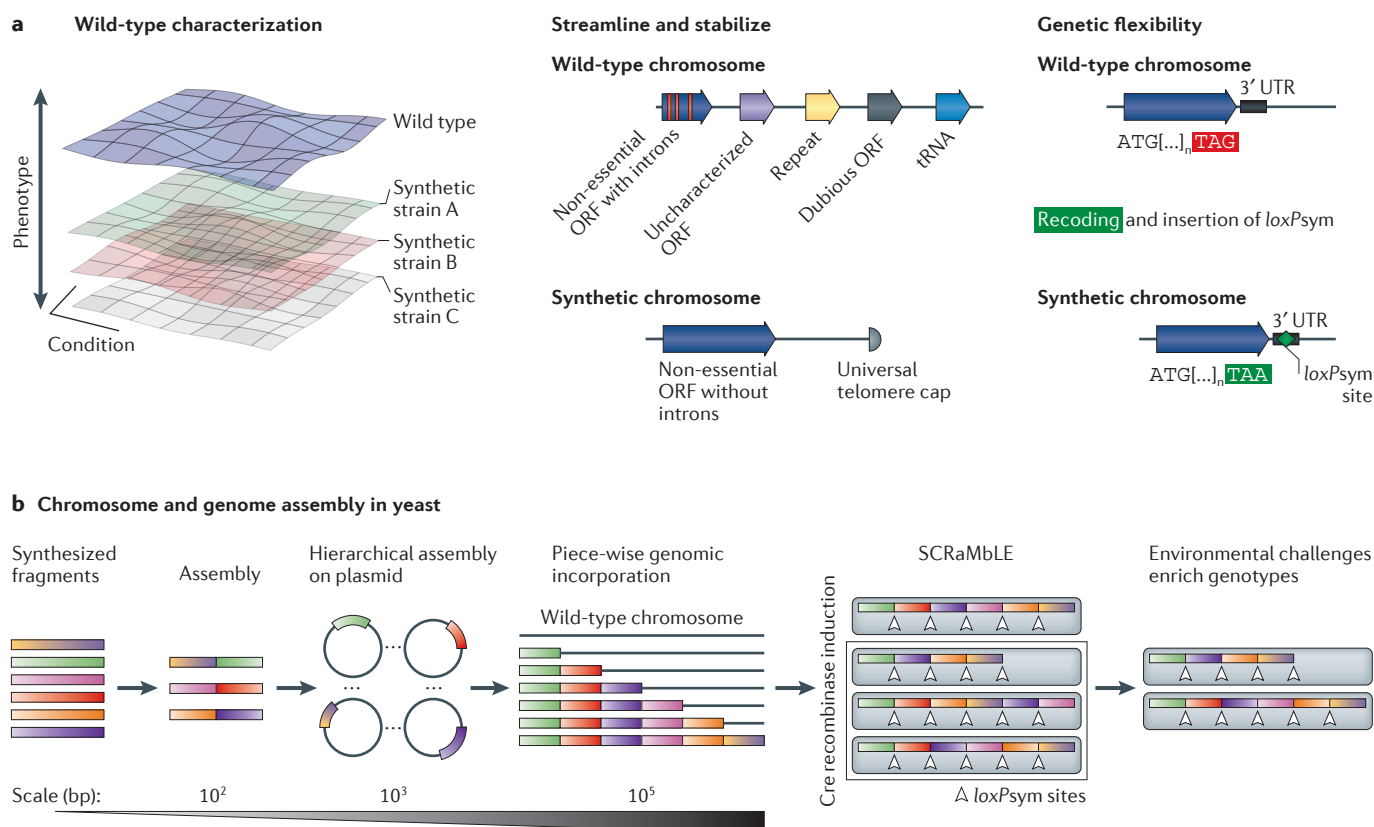 a Wild-type characterization
Phenotype
Condition
Wild type
Synthetic
strain A
Synthetic
strain B
Synthetic
strain C
Streamline and stabilize
Wild-type chromosome
Non-essential
ORF with introns
Uncharacterized
ORF
Repeat
Dubious ORF
tRNA
Synthetic chromosome
Non-essential
ORF without
introns
Universal
telomere cap
Genetic flexibility
Wild-type chromosome
3′ UTR
ATG[...]n TAG
Recoding and insertion of loxPsym
Synthetic chromosome
3′ UTR
ATG[...]n TAA
loxPsym
site
b Chromosome and genome assembly in yeast
Synthesized
fragments
Assembly
Hierarchical assembly
on plasmid
...
...
...
...
Piece-wise genomic
incorporation
Wild-type chromosome
SCRaMbLE
Cre recombinase induction
loxPsym sites
Environmental challenges
enrich genotypes
Scale (bp): 10² 10³ 10⁵